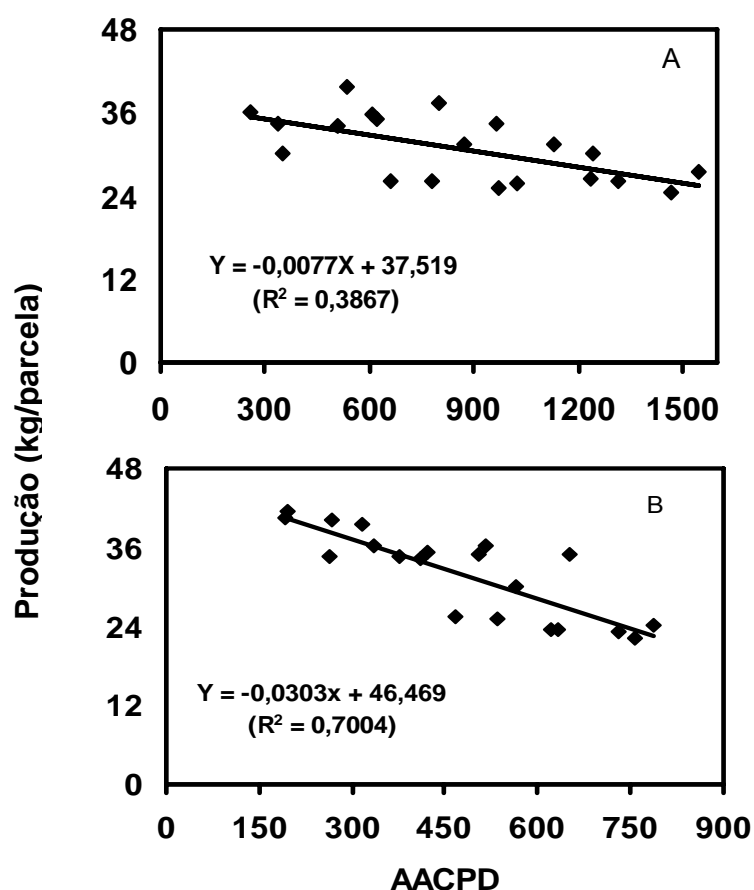 Produção (kg/parcela)
48
36
24
12
0
A
Y = -0,0077X + 37,519
(R² = 0,3867)
0 300 600 900 1200 1500
48
36
24
12
0
B
Y = -0,0303x + 46,469
(R² = 0,7004)
0 150 300 450 600 750 900
AACPD